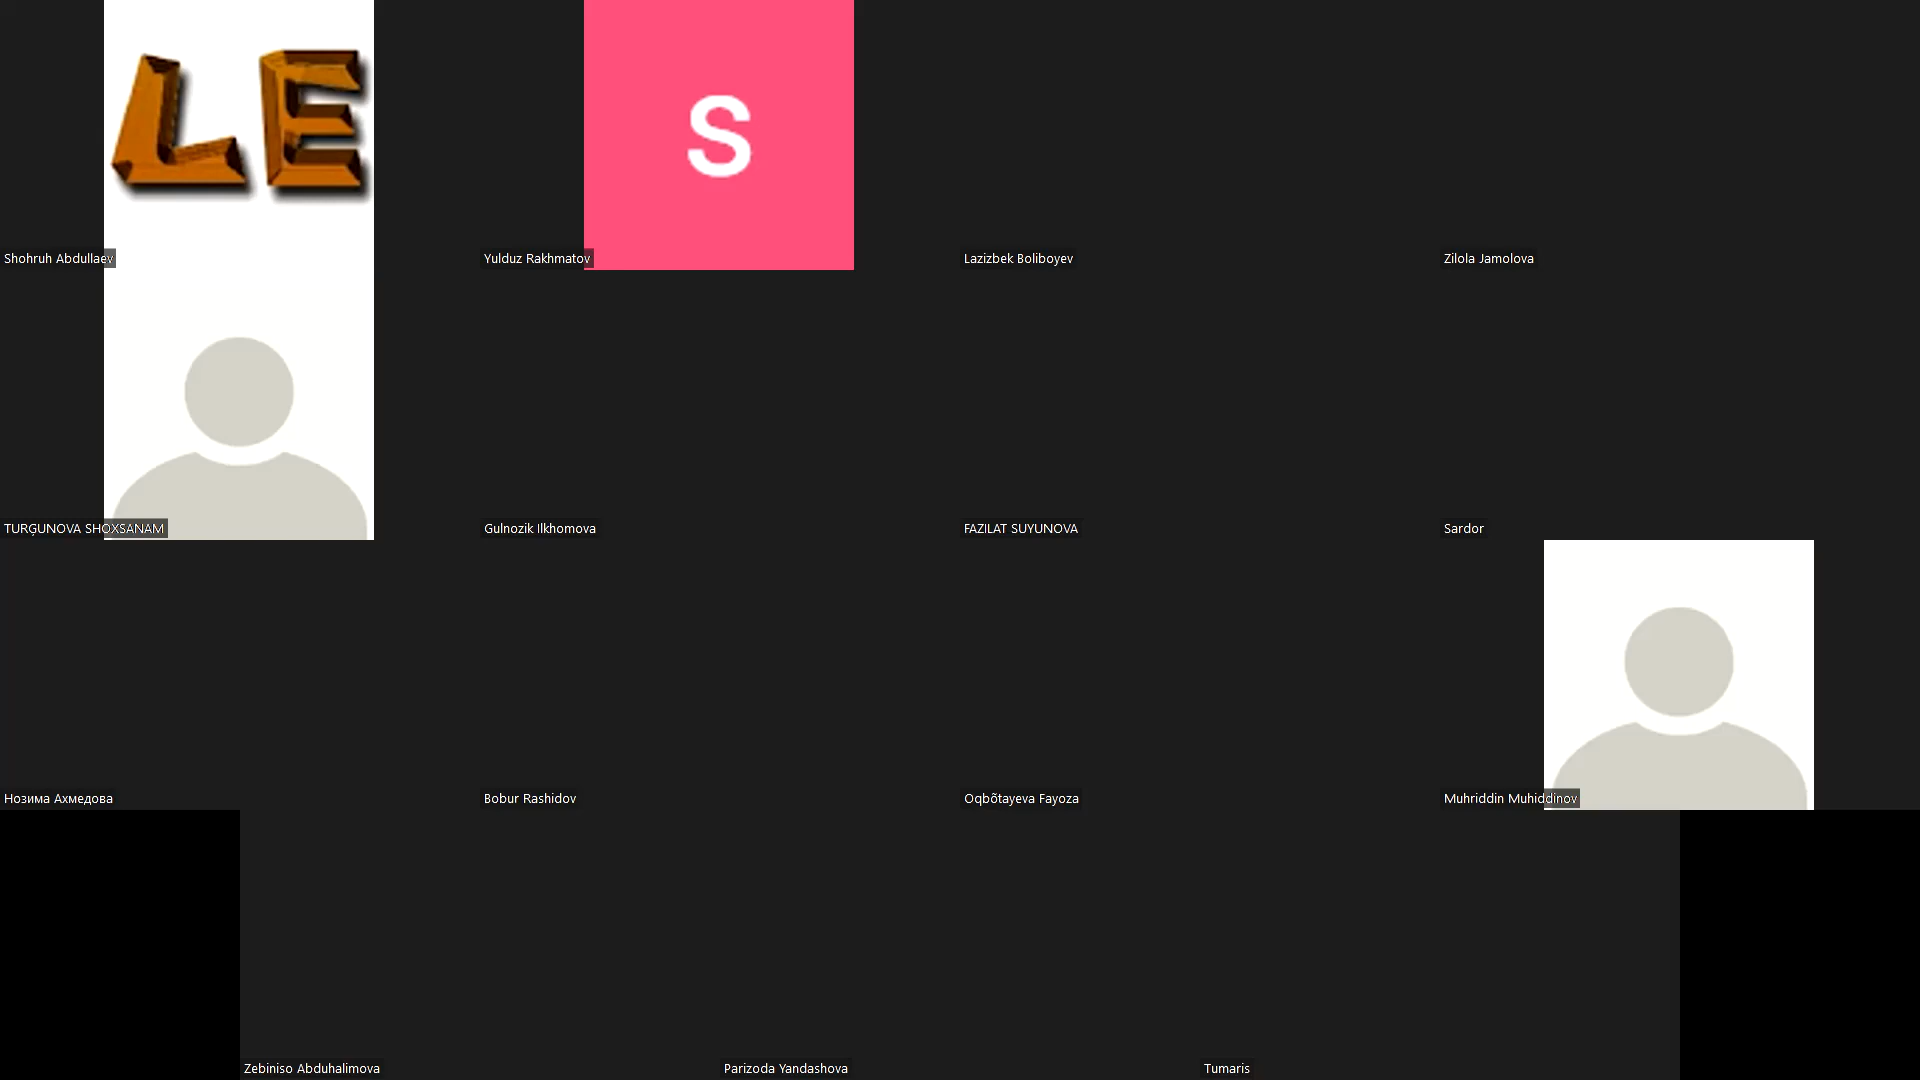 LE
S
Shohruh Abdullaev
Yulduz Rakhmatov
Lazizbek Boliboyev
Zilola Jamolova
TURĢUNOVA SHOXSANAM
Gulnozik Ilkhomova
FAZILAT SUYUNOVA
Sardor
Нозима Ахмедова
Bobur Rashidov
Oqbõtayeva Fayoza
Muhriddin Muhiddinov
Zebiniso Abduhalimova
Parizoda Yandashova
Tumaris